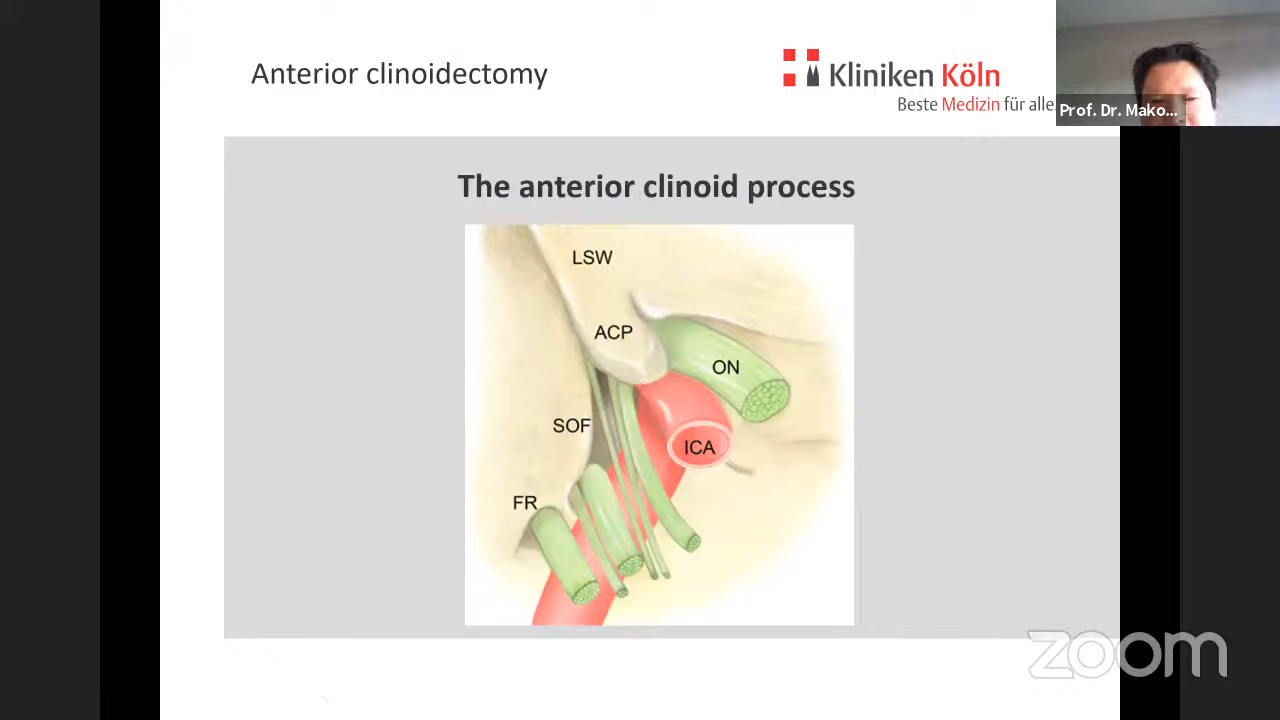 Anterior clinoidectomy
Kliniken Köln
Beste Medizin für alle
Prof. Dr. Mako...
The anterior clinoid process
LSW
ACP
ON
SOF
ICA
FR
zoom